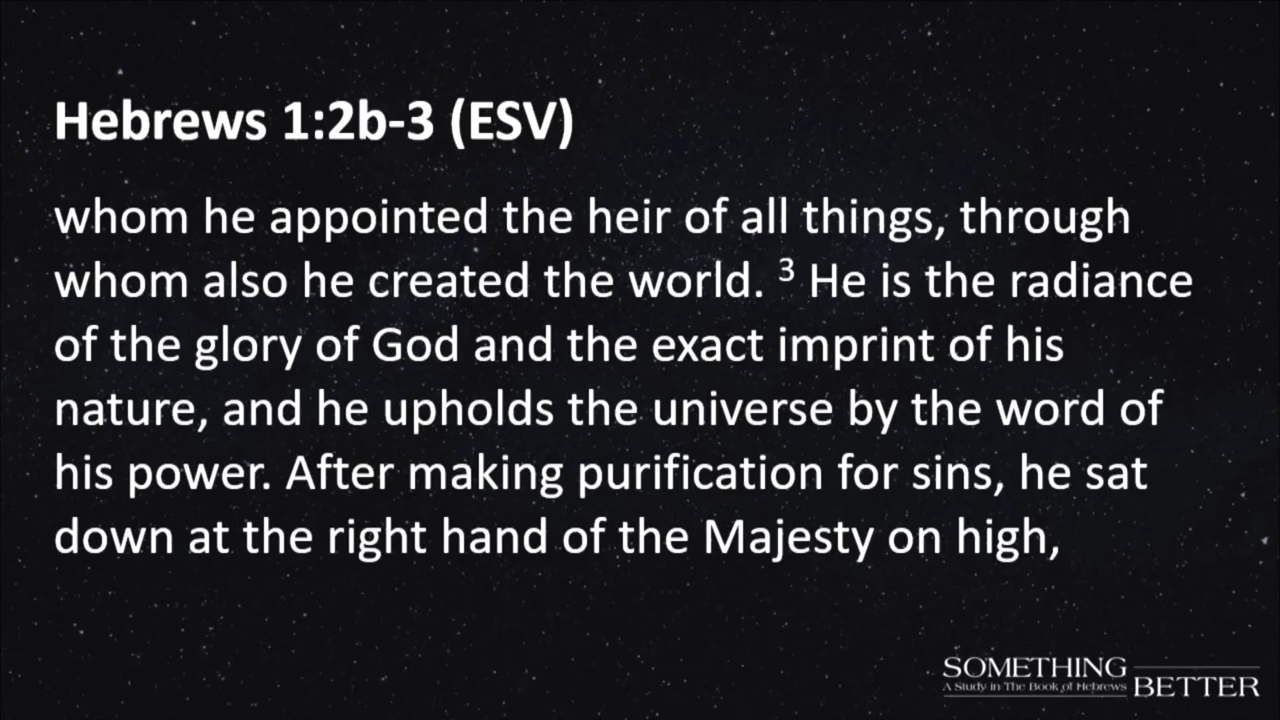 Hebrews 1:2b-3 (ESV)
whom he appointed the heir of all things, through
whom also he created the world. ³ He is the radiance
of the glory of God and the exact imprint of his
nature, and he upholds the universe by the word of
his power. After making purification for sins, he sat
down at the right hand of the Majesty on high,
SOMETHING
A Study in The Book of Hebrews
BETTER